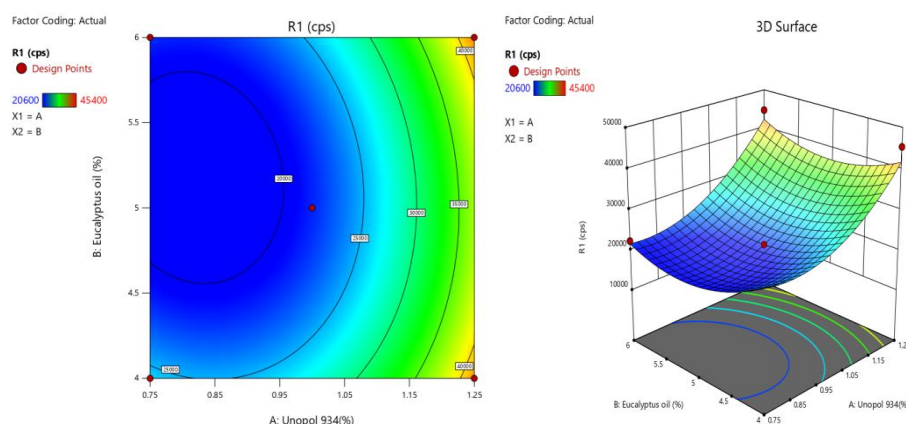 Factor Coding: Actual
R1 (cps)
R1 (cps)
Design Points
20600 45400
X1 = A
X2 = B
B: Eucalyptus oil (%)
6
5.5
5
4.5
4
0.75 0.85 0.95 1.05 1.15 1.25
A: Unopol 934(%)
40000
20000
25000
30000
35000
25000
40000
Factor Coding: Actual
3D Surface
R1 (cps)
Design Points
20600 45400
X1 = A
X2 = B
R1 (cps)
50000
40000
30000
20000
10000
6
5.5
5
4.5
4
B: Eucalyptus oil (%)
0.75
0.85
0.95
1.05
1.15
1.2
A: Unopol 934(%